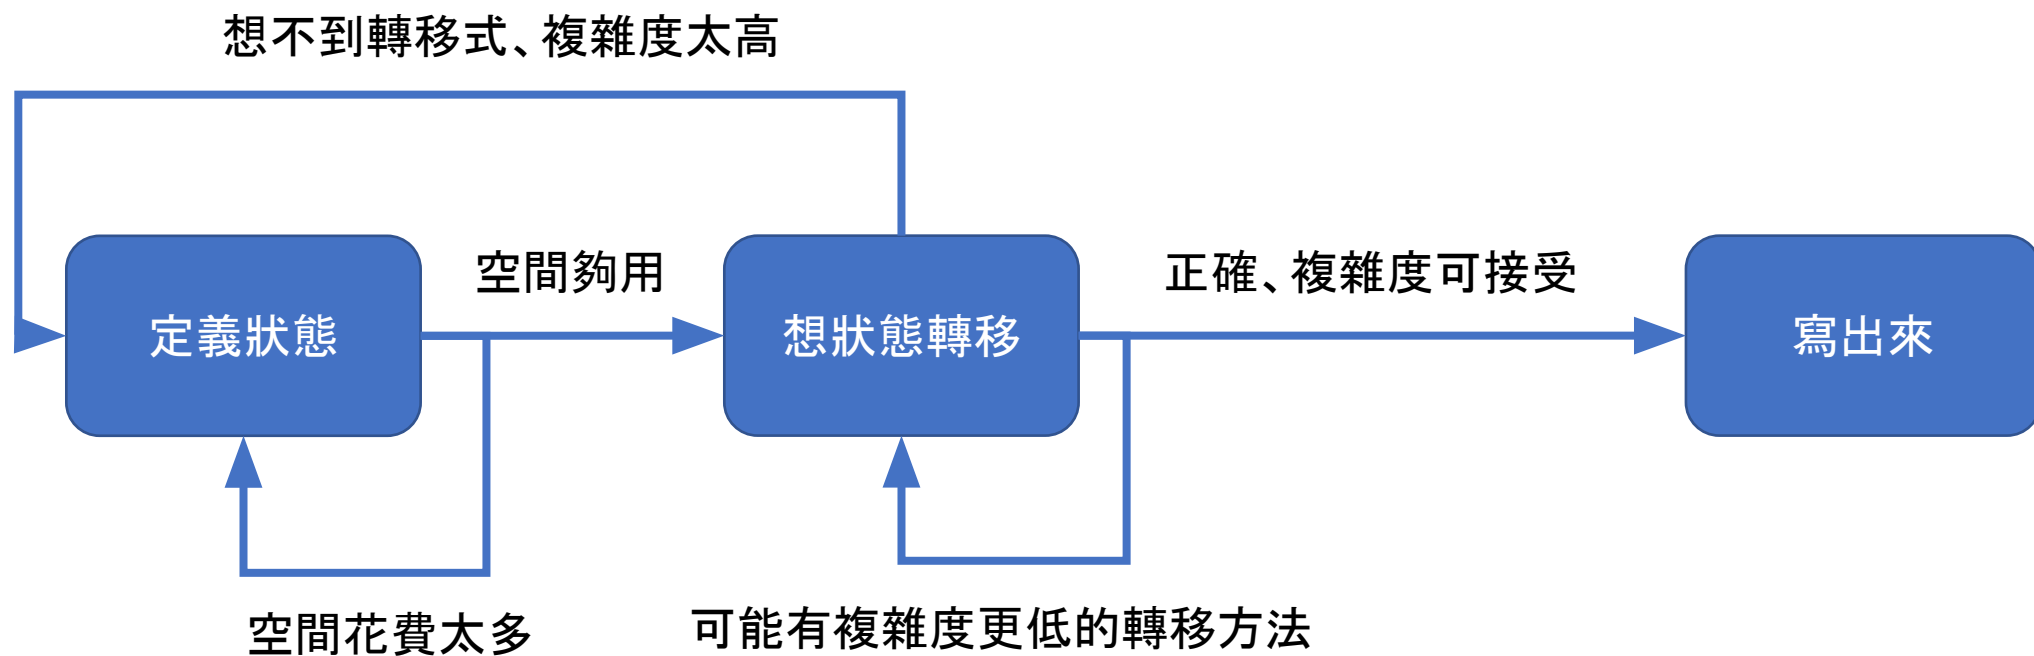 想不到轉移式、複雜度太高
空間夠用
正確、複雜度可接受
定義狀態
想狀態轉移
寫出來
空間花費太多
可能有複雜度更低的轉移方法